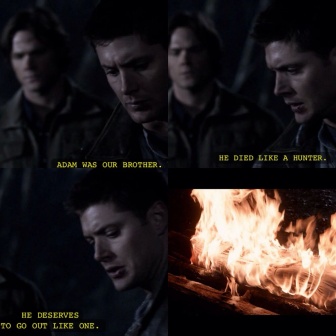 ADAM WAS OUR BROTHER.
HE DIED LIKE A HUNTER.
HE DESERVES
TO GO OUT LIKE ONE.